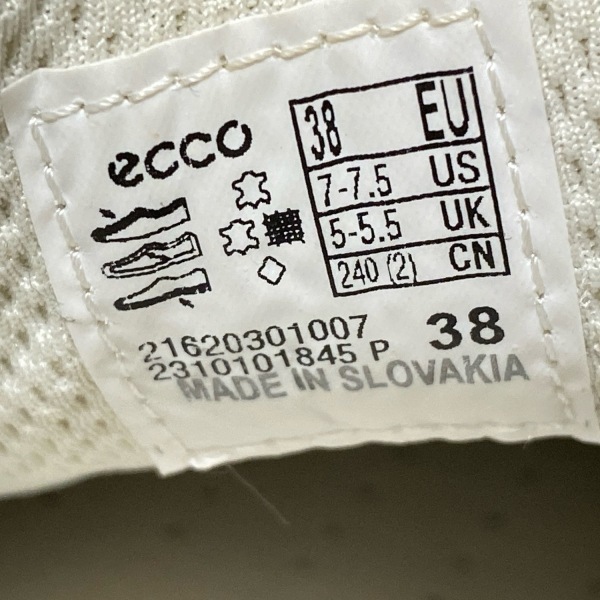 ecco
38 EU
7-7.5 US
5-5.5 UK
240 (2) CN
21620301007
2310101845 P
38
MADE IN SLOVAKIA